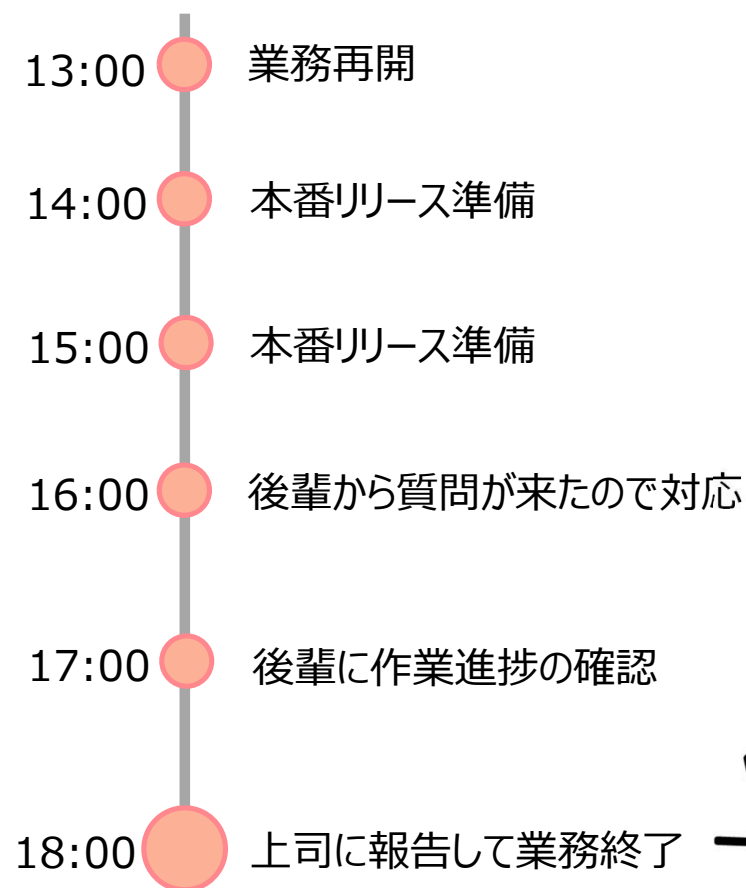 13:00 業務再開
14:00 本番リリース準備
15:00 本番リリース準備
16:00 後輩から質問が来たので対応
17:00 後輩に作業進捗の確認
18:00 上司に報告して業務終了